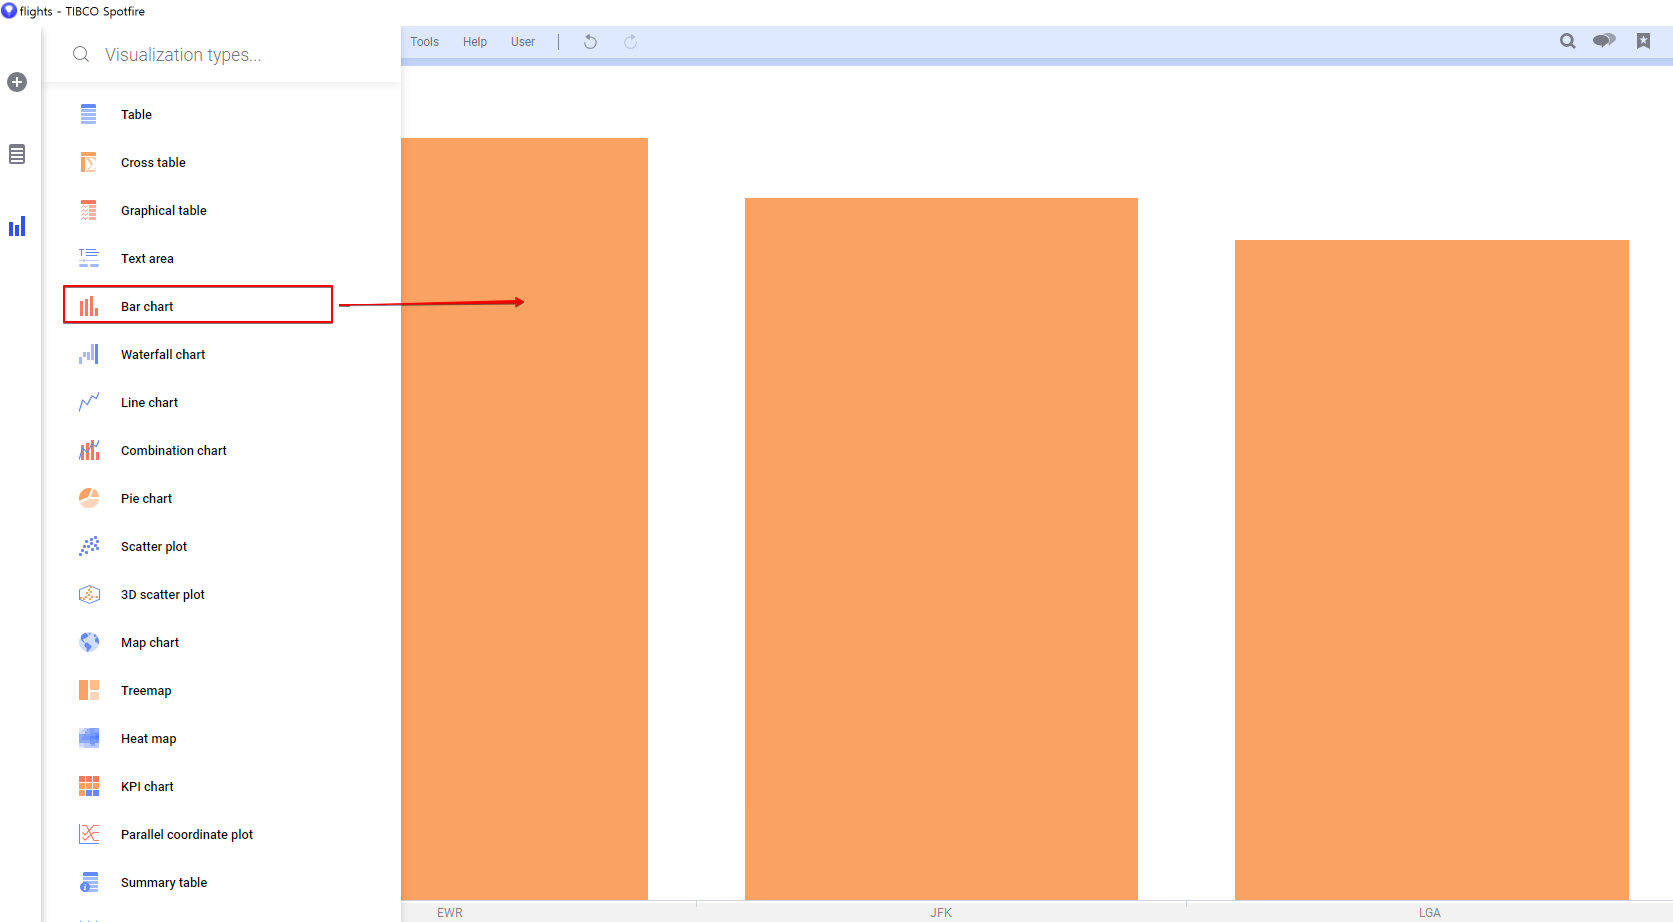 flights - TIBCO Spotfire
Visualization types...
Tools Help User
Table
Cross table
Graphical table
Text area
Bar chart
Waterfall chart
Line chart
Combination chart
Pie chart
Scatter plot
3D scatter plot
Map chart
Treemap
Heat map
KPI chart
Parallel coordinate plot
Summary table
EWR JFK LGA